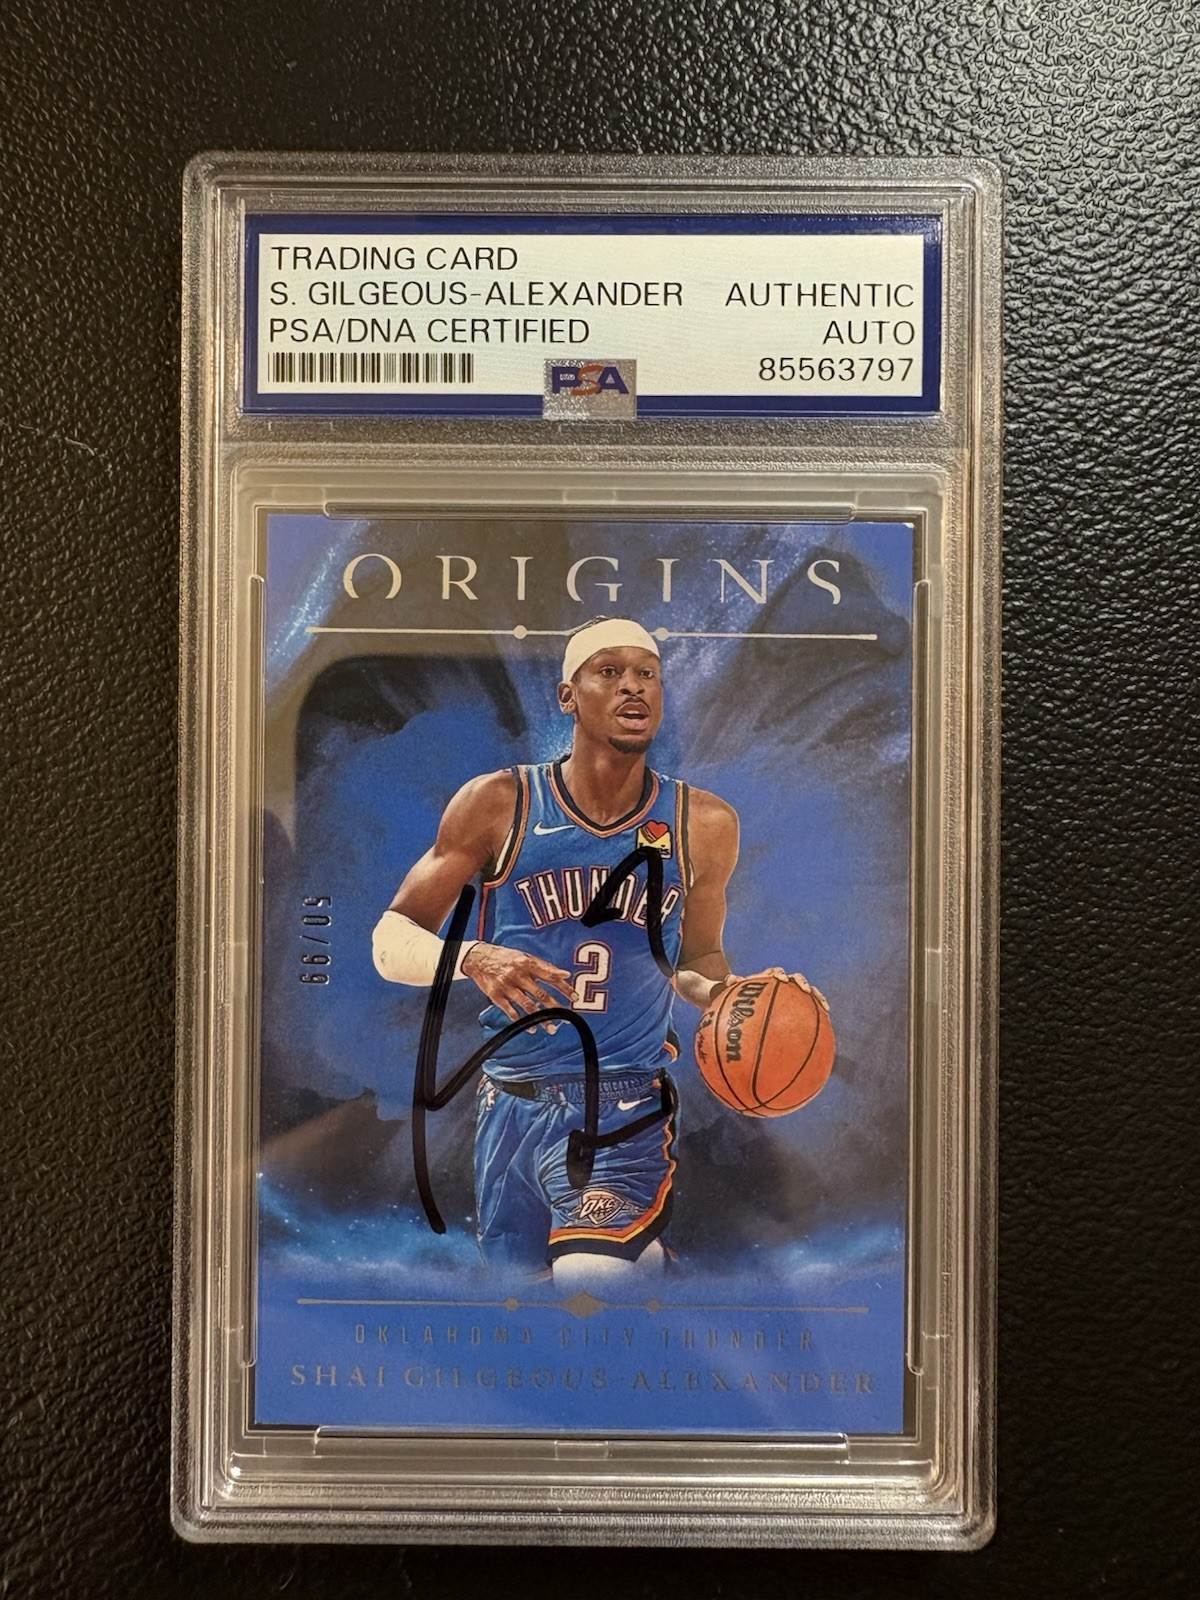 TRADING CARD
S. GILGEOUS-ALEXANDER AUTHENTIC
PSA/DNA CERTIFIED AUTO
85563797
PSA
ORIGINS
THUNDER
2
50/99
Wilson
OKC
OKLAHOMA CITY THUNDER
SHAI GILGEOUS-ALEXANDER